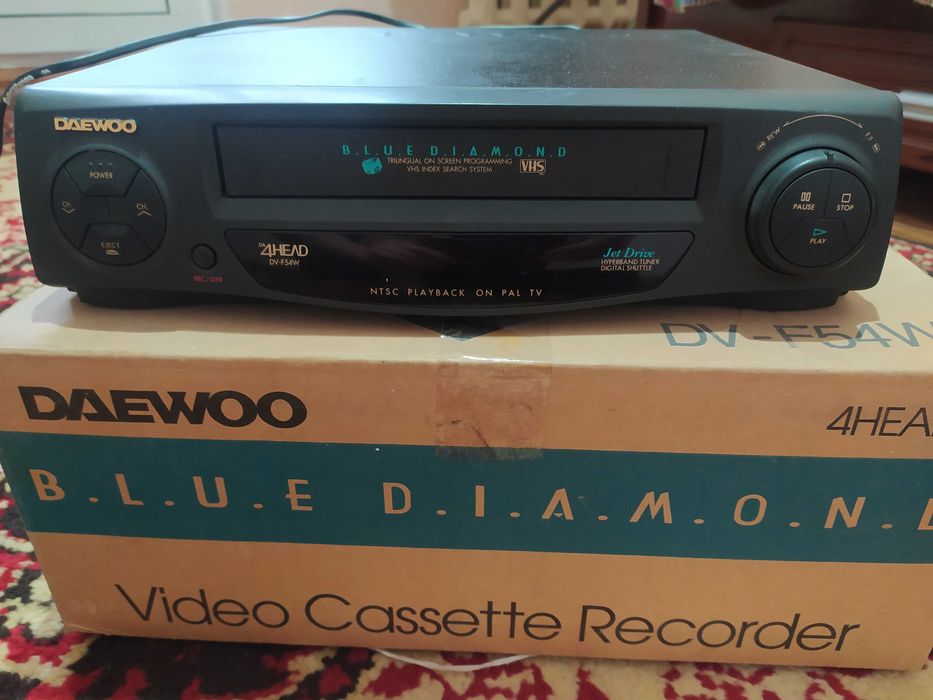 DAEWOO
B.L.U.E D.I.A.M.O.N.D
TRILINGUAL ON SCREEN PROGRAMMING
VHS INDEX SEARCH SYSTEM
VHS
POWER
CH.
CH.
EJECT
REC/OTR
4HEAD
DV-F54W
Jet Drive
HYPERBAND TUNER
DIGITAL SHUTTLE
NTSC PLAYBACK ON PAL TV
REW
F.F
PAUSE
STOP
PLAY
DV-F54W
DAEWOO
4HEA
B.L.U.E D.I.A.M.O.N.
Video Cassette Recorder